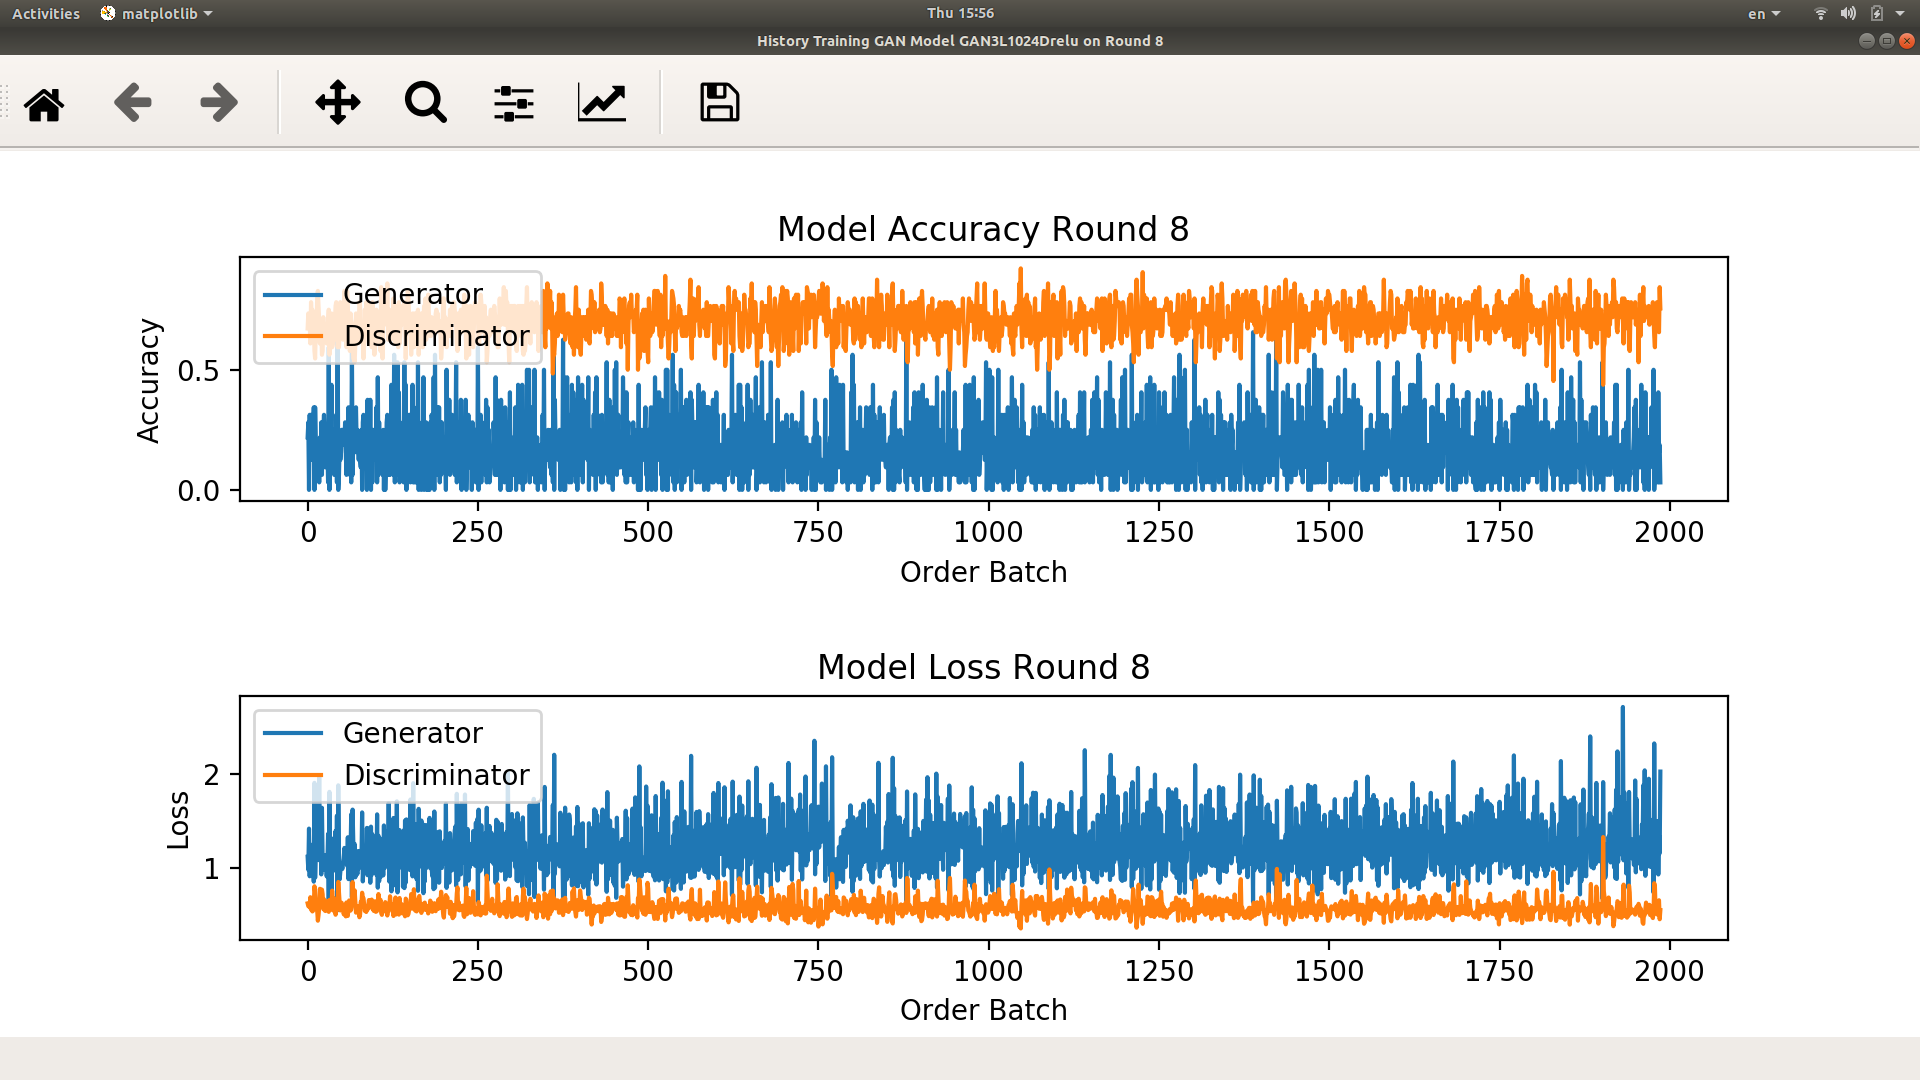 Activities matplotlib Thu 15:56 en
History Training GAN Model GAN3L1024Drelu on Round 8
Model Accuracy Round 8
Generator
Discriminator
Accuracy
0.5
0.0
0 250 500 750 1000 1250 1500 1750 2000
Order Batch
Model Loss Round 8
Generator
Discriminator
Loss
2
1
0 250 500 750 1000 1250 1500 1750 2000
Order Batch